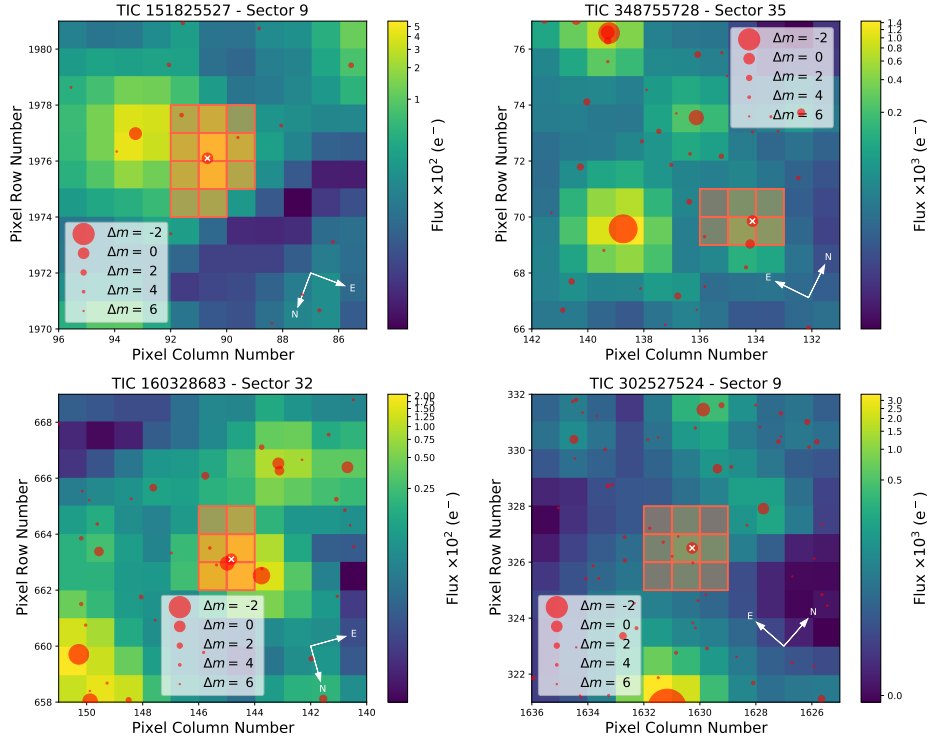 TIC 151825527 - Sector 9
1980
1978
1976
1974
1972
1970
96
94
92
90
88
86
Pixel Row Number
Pixel Column Number
Δm = -2
Δm = 0
Δm = 2
Δm = 4
Δm = 6
E
N
5
4
3
2
1
Flux ×10² (e⁻)
TIC 348755728 - Sector 35
76
74
72
70
68
66
142
140
138
136
134
132
Pixel Row Number
Pixel Column Number
Δm = -2
Δm = 0
Δm = 2
Δm = 4
Δm = 6
N
E
1.4
1.2
1.0
0.8
0.6
0.4
0.2
Flux ×10³ (e⁻)
TIC 160328683 - Sector 32
668
666
664
662
660
658
150
148
146
144
142
140
Pixel Row Number
Pixel Column Number
Δm = -2
Δm = 0
Δm = 2
Δm = 4
Δm = 6
E
N
2.00
1.75
1.50
1.25
1.00
0.75
0.50
0.25
Flux ×10² (e⁻)
TIC 302527524 - Sector 9
332
330
328
326
324
322
1636
1634
1632
1630
1628
1626
Pixel Row Number
Pixel Column Number
Δm = -2
Δm = 0
Δm = 2
Δm = 4
Δm = 6
E
N
3.0
2.5
2.0
1.5
1.0
0.5
0.0
Flux ×10³ (e⁻)